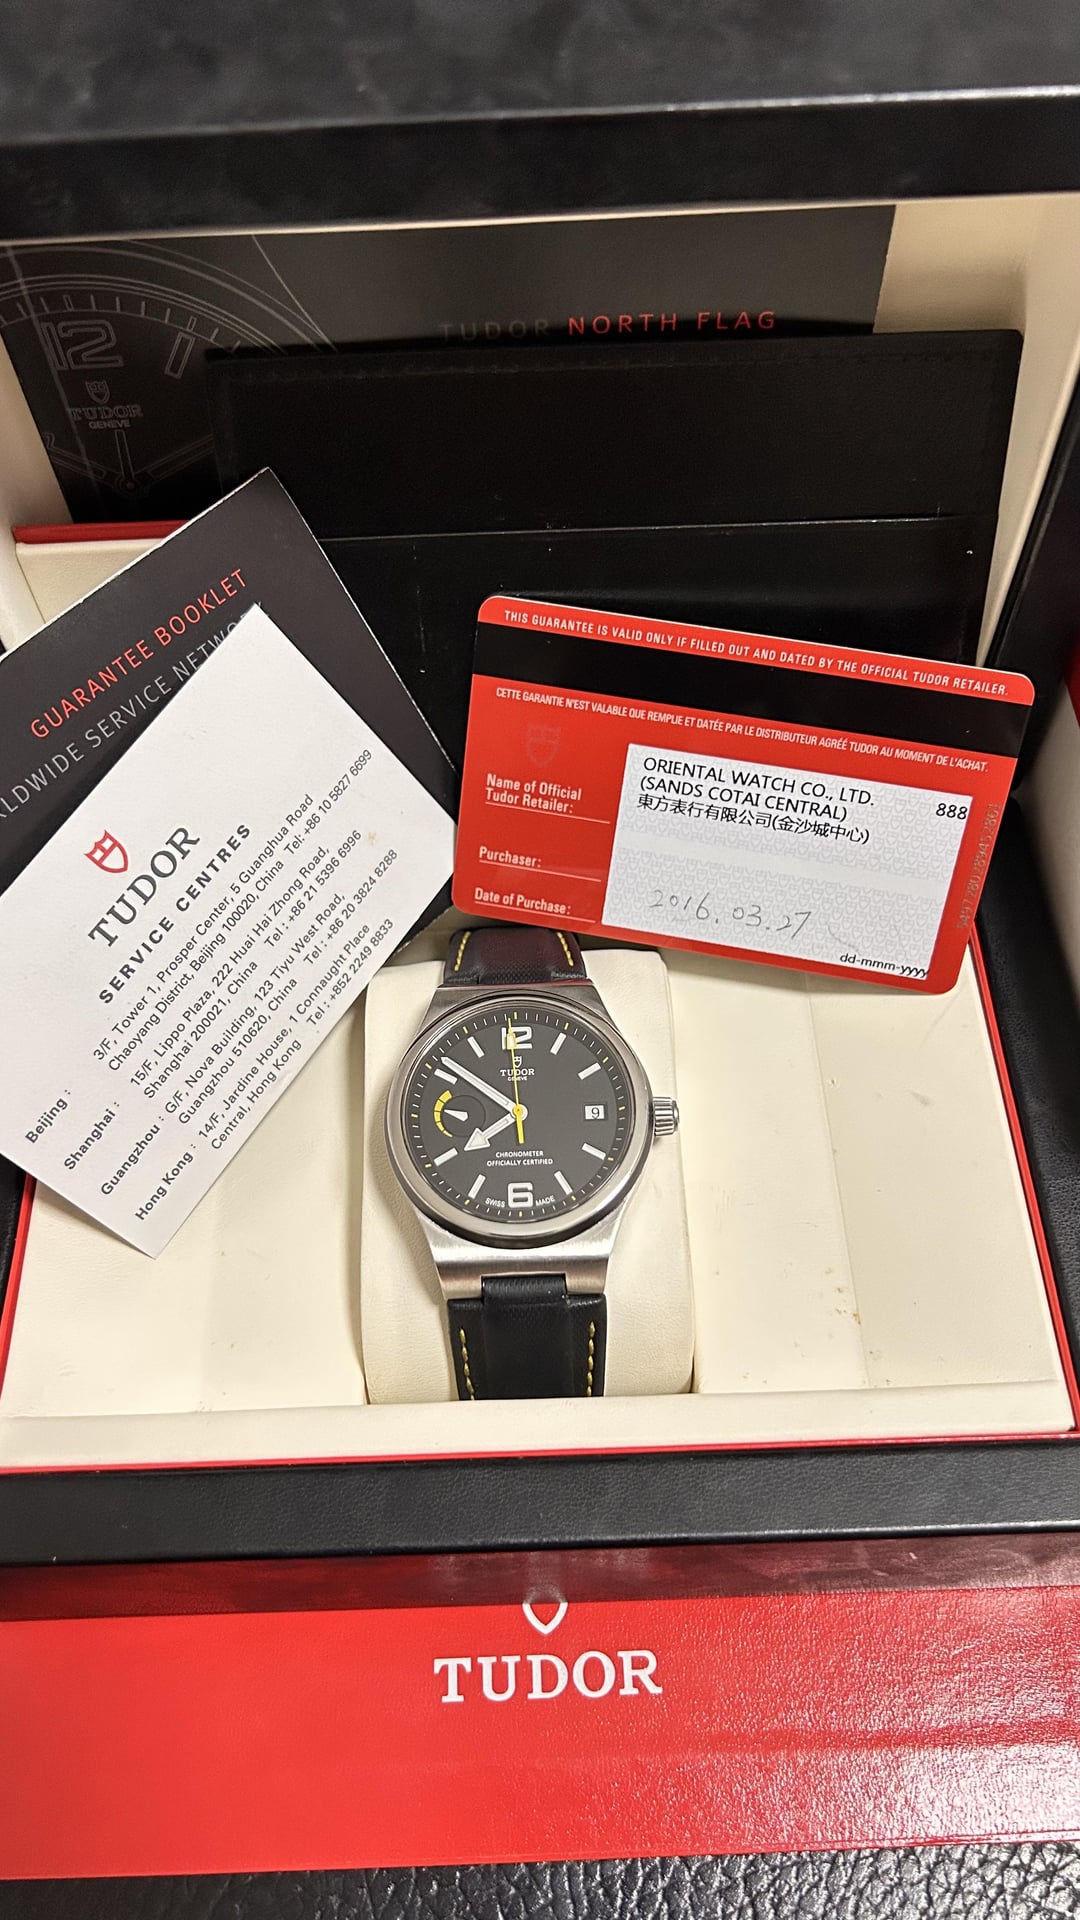 TUDOR NORTH FLAG
12
TUDOR
GENEVE
GUARANTEE BOOKLET
LDWIDE SERVICE NETWO
TUDOR
SERVICE CENTRES
Beijing : 3/F, Tower 1, Prosper Center, 5 Guanghua Road
Chaoyang District, Beijing 100020, China Tel: +86 10 5827 6699
Shanghai : 15/F, Lippo Plaza, 222 Huai Hai Zhong Road,
Shanghai 200021, China Tel : +86 21 5396 6996
Guangzhou : G/F, Nova Building, 123 Tiyu West Road,
Guangzhou 510620, China Tel : +86 20 3824 8288
Hong Kong : 14/F, Jardine House, 1 Connaught Place
Central, Hong Kong Tel : +852 2249 8833
THIS GUARANTEE IS VALID ONLY IF FILLED OUT AND DATED BY THE OFFICIAL TUDOR RETAILER.
CETTE GARANTIE N'EST VALABLE QUE REMPLIE ET DATÉE PAR LE DISTRIBUTEUR AGRÉÉ TUDOR AU MOMENT DE L'ACHAT.
Name of Official
Tudor Retailer:
ORIENTAL WATCH CO., LTD.
(SANDS COTAI CENTRAL) 888
東方表行有限公司(金沙城中心)
Purchaser:
Date of Purchase:
2016.03.27
dd-mmm-yyyy
12
TUDOR
GENEVE
9
CHRONOMETER
OFFICIALLY CERTIFIED
6
SWISS MADE
TUDOR